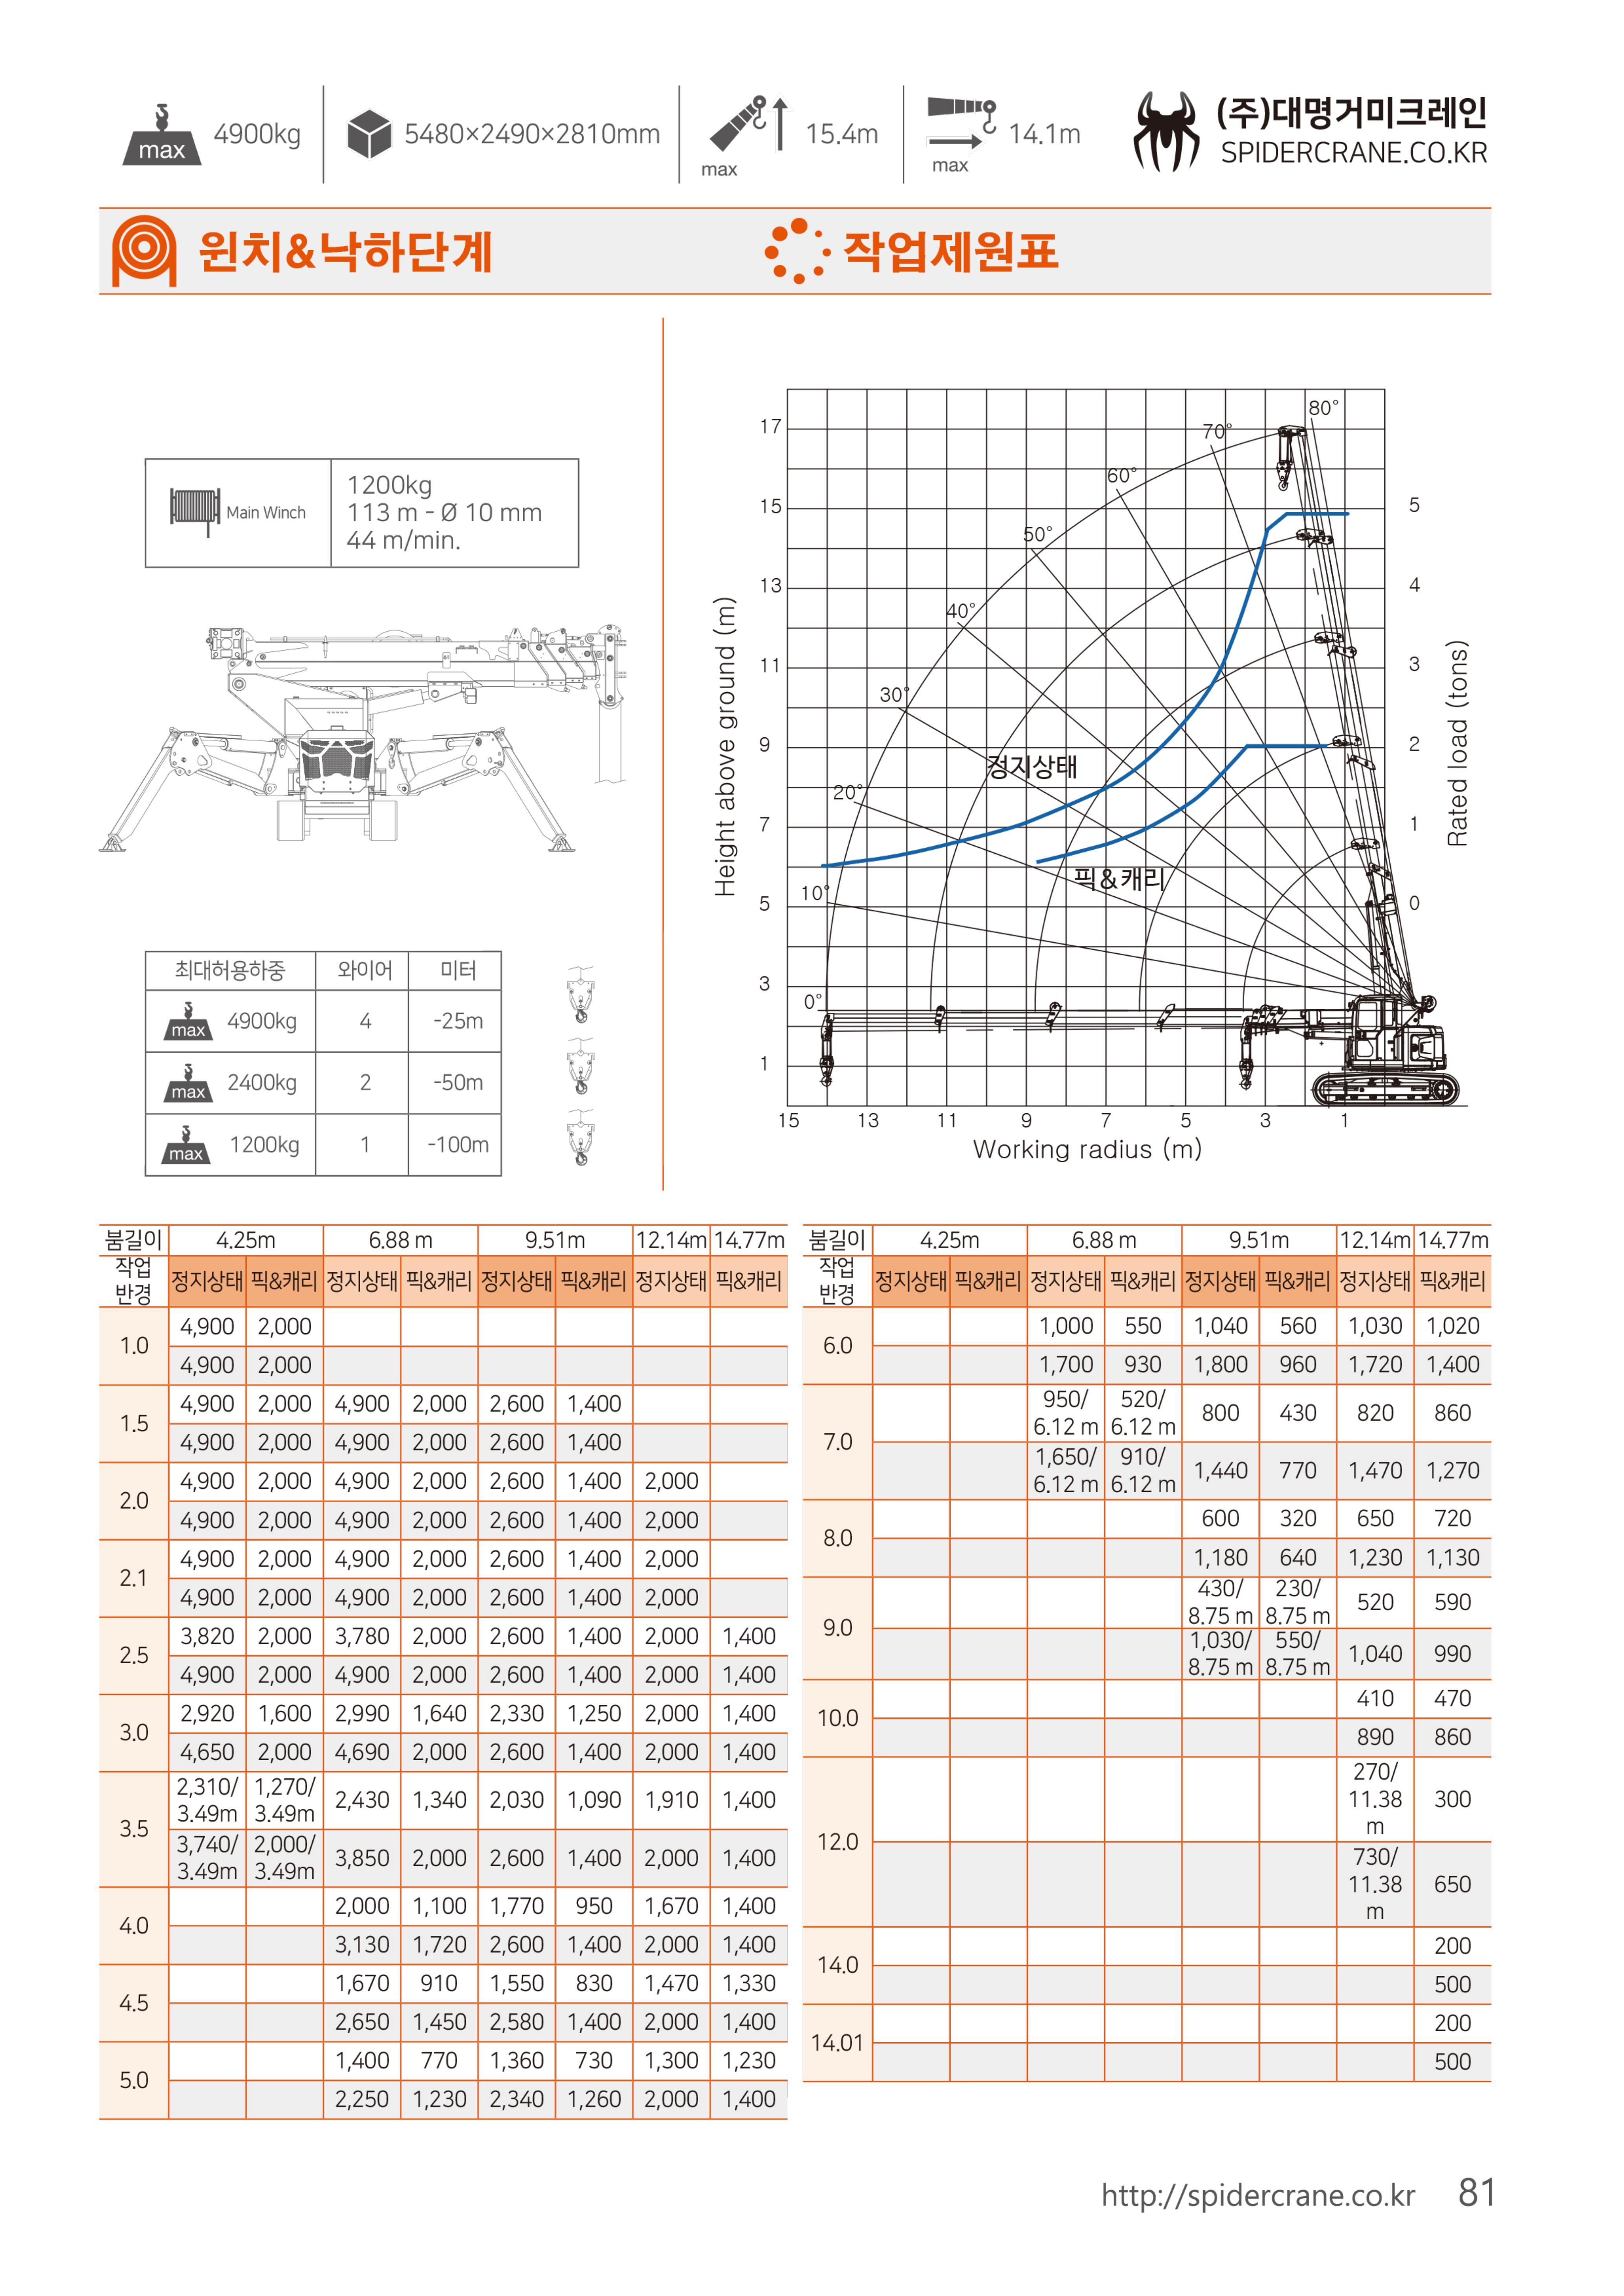 max 4900kg
5480×2490×2810mm
max 15.4m
max 14.1m
(주)대명거미크레인
SPIDERCRANE.CO.KR
윈치&낙하단계
작업제원표
Main Winch
1200kg
113 m - Ø 10 mm
44 m/min.
최대허용하중 와이어 미터
max 4900kg 4 -25m
max 2400kg 2 -50m
max 1200kg 1 -100m
Height above ground (m)
17
15
13
11
9
7
5
3
1
80°
70°
60°
50°
40°
30°
20°
10°
0°
정지상태
픽&캐리
5
4
3
2
1
0
Rated load (tons)
15 13 11 9 7 5 3 1
Working radius (m)
붐길이 4.25m 6.88 m 9.51m 12.14m 14.77m
작업
반경 정지상태 픽&캐리 정지상태 픽&캐리 정지상태 픽&캐리 정지상태 픽&캐리
1.0
4,900 2,000
4,900 2,000
1.5
4,900 2,000 4,900 2,000 2,600 1,400
4,900 2,000 4,900 2,000 2,600 1,400
2.0
4,900 2,000 4,900 2,000 2,600 1,400 2,000
4,900 2,000 4,900 2,000 2,600 1,400 2,000
2.1
4,900 2,000 4,900 2,000 2,600 1,400 2,000
4,900 2,000 4,900 2,000 2,600 1,400 2,000
2.5
3,820 2,000 3,780 2,000 2,600 1,400 2,000 1,400
4,900 2,000 4,900 2,000 2,600 1,400 2,000 1,400
3.0
2,920 1,600 2,990 1,640 2,330 1,250 2,000 1,400
4,650 2,000 4,690 2,000 2,600 1,400 2,000 1,400
3.5
2,310/ 1,270/
3.49m 3.49m 2,430 1,340 2,030 1,090 1,910 1,400
3,740/ 2,000/
3.49m 3.49m 3,850 2,000 2,600 1,400 2,000 1,400
4.0
2,000 1,100 1,770 950 1,670 1,400
3,130 1,720 2,600 1,400 2,000 1,400
4.5
1,670 910 1,550 830 1,470 1,330
2,650 1,450 2,580 1,400 2,000 1,400
5.0
1,400 770 1,360 730 1,300 1,230
2,250 1,230 2,340 1,260 2,000 1,400
붐길이 4.25m 6.88 m 9.51m 12.14m 14.77m
작업
반경 정지상태 픽&캐리 정지상태 픽&캐리 정지상태 픽&캐리 정지상태 픽&캐리
6.0
1,000 550 1,040 560 1,030 1,020
1,700 930 1,800 960 1,720 1,400
7.0
950/ 520/
6.12 m 6.12 m 800 430 820 860
1,650/ 910/
6.12 m 6.12 m 1,440 770 1,470 1,270
8.0
600 320 650 720
1,180 640 1,230 1,130
9.0
430/ 230/
8.75 m 8.75 m 520 590
1,030/ 550/
8.75 m 8.75 m 1,040 990
10.0
410 470
890 860
12.0
270/
11.38 300
m
730/
11.38 650
m
14.0
200
500
14.01
200
500
http://spidercrane.co.kr 81